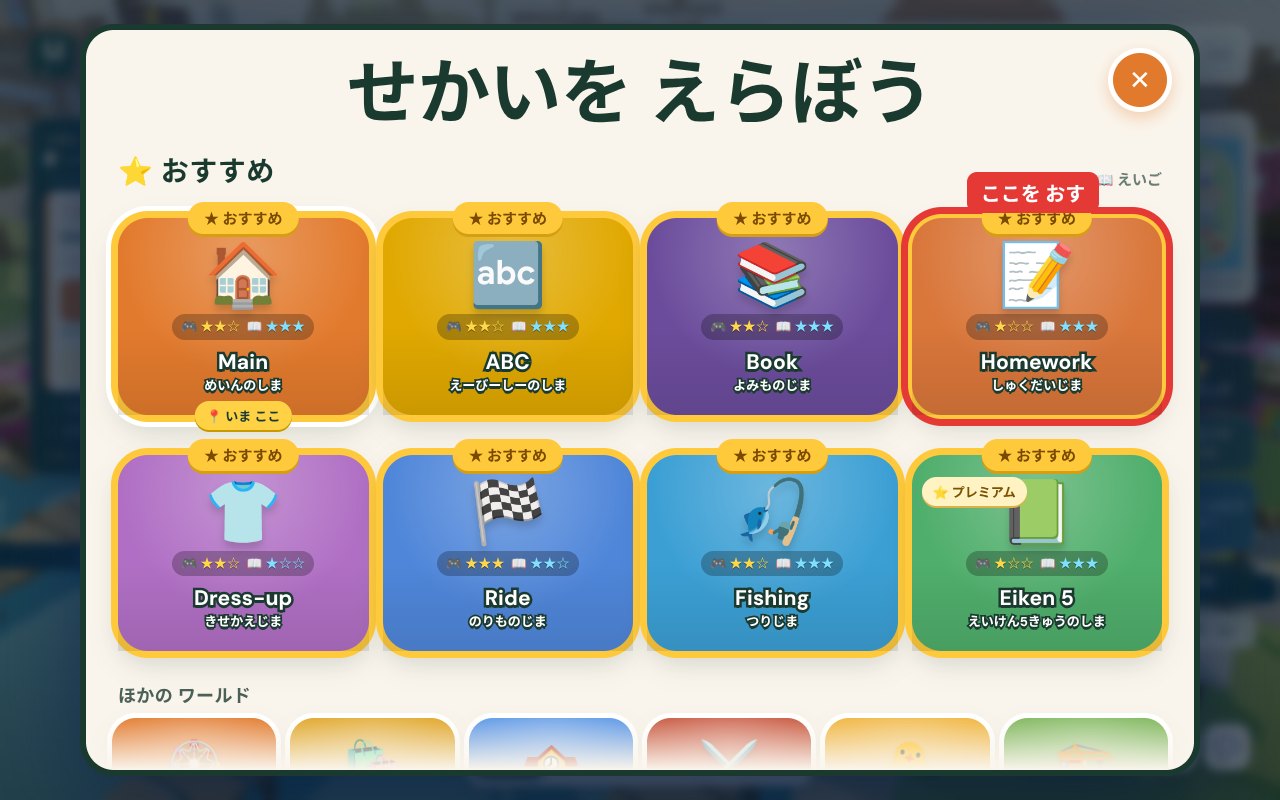 せかいを えらぼう
×
⭐ おすすめ
📖 えいご
ここを おす
★ おすすめ
🎮 ★★☆ 📖 ★★★
Main
めいんのしま
📍 いま ここ
★ おすすめ
abc
🎮 ★★☆ 📖 ★★★
ABC
えーびーしーのしま
★ おすすめ
🎮 ★★☆ 📖 ★★★
Book
よみものじま
★ おすすめ
🎮 ★☆☆ 📖 ★★★
Homework
しゅくだいじま
★ おすすめ
🎮 ★★☆ 📖 ★☆☆
Dress-up
きせかえじま
★ おすすめ
🎮 ★★★ 📖 ★★☆
Ride
のりものじま
★ おすすめ
🎮 ★★☆ 📖 ★★★
Fishing
つりじま
★ おすすめ
⭐ プレミアム
🎮 ★☆☆ 📖 ★★★
Eiken 5
えいけん5きゅうのしま
ほかの ワールド